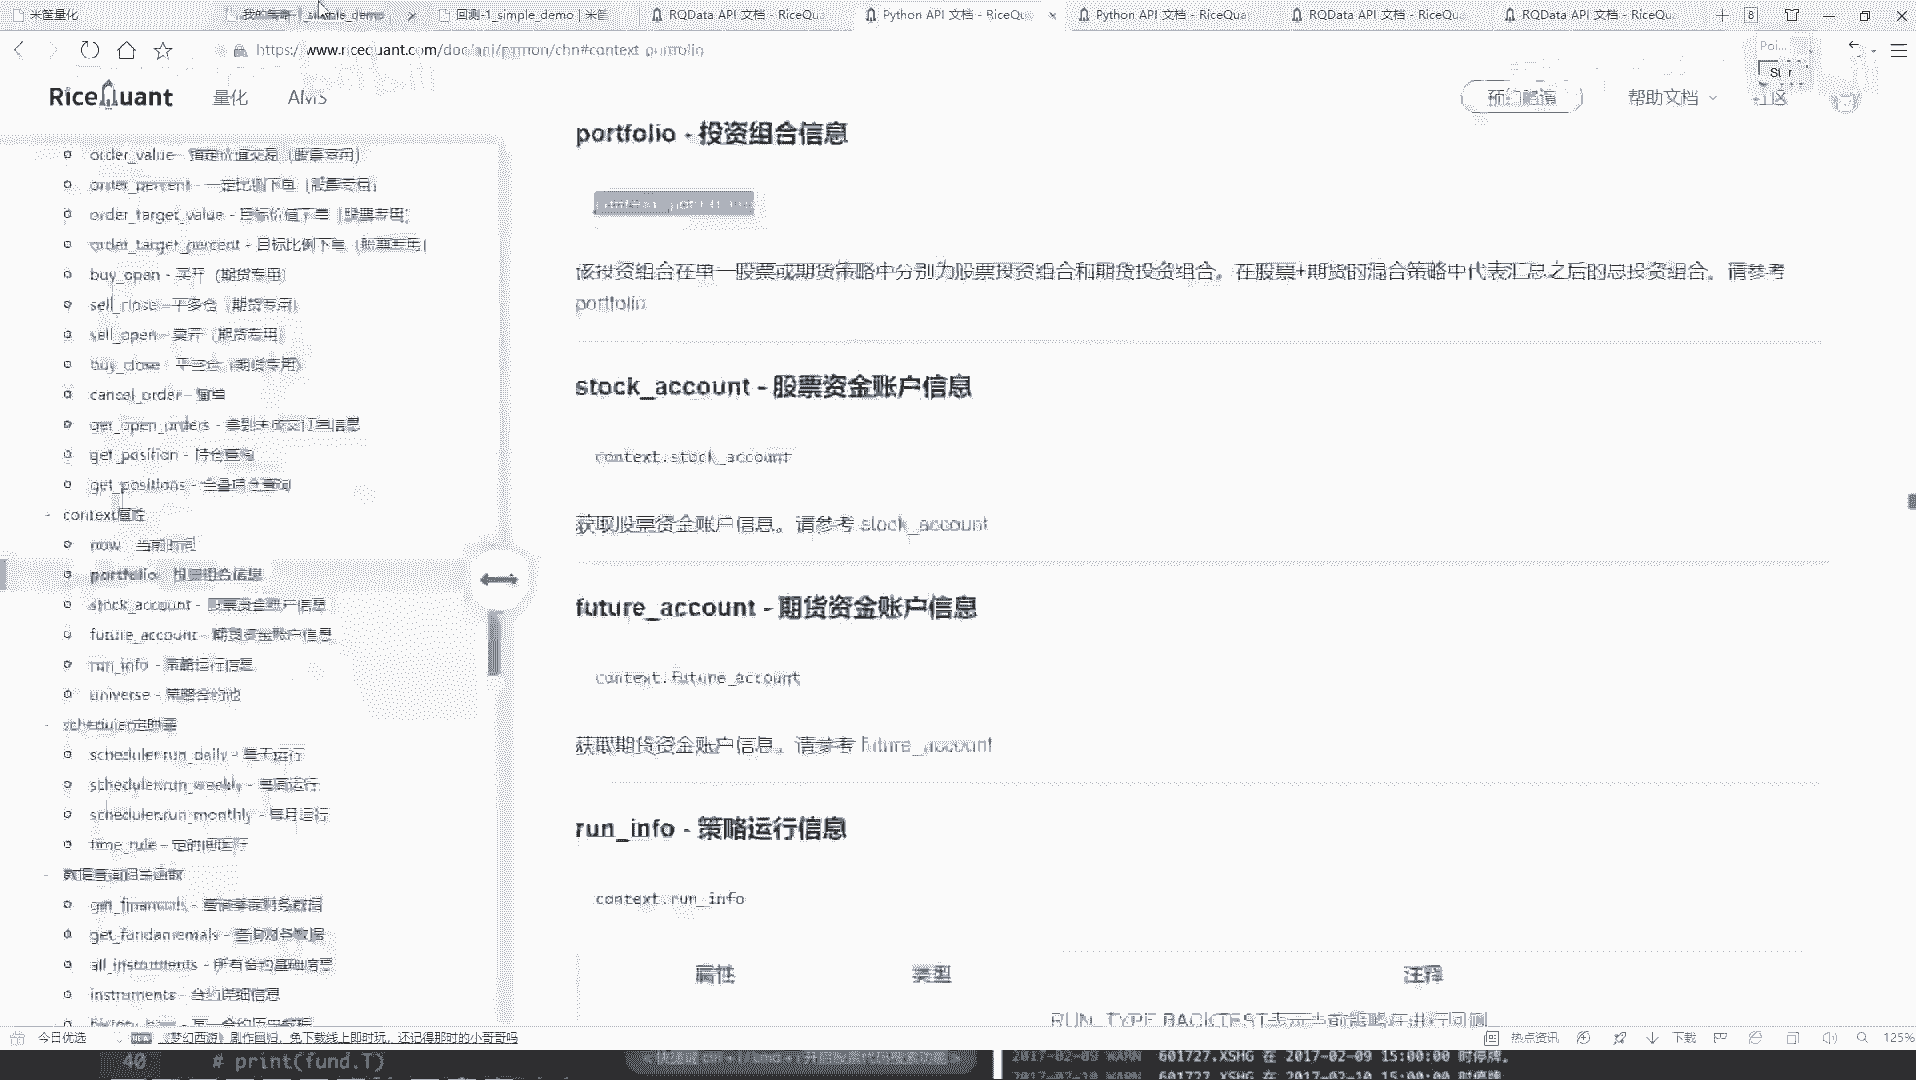 米筐量化
我的策略-1_simple_demo
回测-1_simple_demo | 米筐
RQData API 文档 - RiceQu
Python API 文档 - RiceQu
Python API 文档 - RiceQua
RQData API 文档 - RiceQu
RQData API 文档 - RiceQu
8
https://www.ricequant.com/doc/api/python/chn#context-portfolio
RiceQuant
量化
AMS
帮助文档
社区
order_value - 指定价值交易（股票专用）
order_percent - 一定比例下单（股票专用）
order_target_value - 目标价值下单（股票专用）
order_target_percent - 目标比例下单（股票专用）
buy_open - 买开（期货专用）
sell_close - 平多仓（期货专用）
sell_open - 卖开（期货专用）
buy_close - 平空仓（期货专用）
cancel_order - 撤单
get_open_orders - 拿到未成交订单信息
get_position - 持仓查询
get_positions - 全量持仓查询
context属性
now - 当前时间
portfolio - 投资组合信息
stock_account - 股票资金账户信息
future_account - 期货资金账户信息
run_info - 策略运行信息
universe - 策略合约池
scheduler定时器
scheduler.run_daily - 每天运行
scheduler.run_weekly - 每周运行
scheduler.run_monthly - 每月运行
time_rule - 定时间运行
数据查询相关函数
get_financials - 查询季度财务数据
get_fundamentals - 查询财务数据
all_instruments - 所有合约基础信息
instruments - 合约详细信息
portfolio - 投资组合信息
context.portfolio
该投资组合在单一股票或期货策略中分别为股票投资组合和期货投资组合。在股票+期货的混合策略中代表汇总之后的总投资组合。请参考
portfolio
stock_account - 股票资金账户信息
context.stock_account
获取股票资金账户信息。请参考 stock_account
future_account - 期货资金账户信息
context.future_account
获取期货资金账户信息。请参考 future_account
run_info - 策略运行信息
context.run_info
属性
类型
注释
RUN_TYPE.BACKTEST表示当前策略在进行回测
今日优选
《梦幻西游》剧作回归，免下载线上即时玩，还记得那时的小哥哥吗
热点资讯
下载
125%
40 # print(fund.T)
2017-02-09 WARN 601727.XSHG 在 2017-02-09 15:00:00 时停牌。
2017-02-10 WARN 601727.XSHG 在 2017-02-10 15:00:00 时停牌。